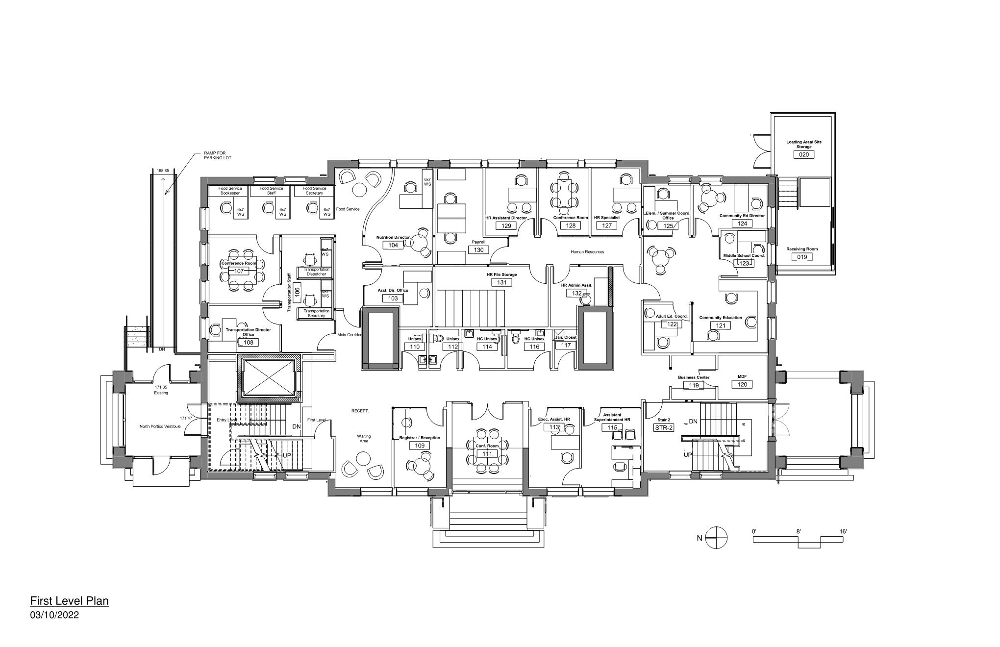 Loading Area/ Site
Storage
020
RAMP FOR
PARKING LOT
168.85
DN
Food Service
Bookeeper
Food Service
Staff
Food Service
Secretary
6x7
WS
6x7
WS
6x7
WS
Food Service
6x7
WS
Nutrition Director
104
Payroll
130
HR Assistant Director
129
Conference Room
128
HR Specialist
127
Elem. / Summer Coord.
Office
125
Community Ed Director
124
Middle School Coord.
123
Receiving Room
019
Human Resources
Conference Room
107
6x7
WS
Transportation
Dispatcher
Transportation Staff
106
6x7
WS
Transportation
Secretary
Asst. Dir. Office
103
HR File Storage
131
HR Admin Assit.
132
Adult Ed. Coord.
122
Community Education
121
Transportation Director
Office
108
Main Corridor
Unisex
110
Unisex
112
HC Unisex
114
HC Unisex
116
Jan. Closet
117
Business Center
119
MDF
120
171.35
Existing
171.47
North Portico Vestibule
Entry Level
DN
First Level
UP
RECEPT.
Waiting
Area
Registrar / Reception
109
Conf. Room
111
Exec. Assist. HR
113
Assistant
Superintendent HR
115
Stair 2
STR-2
DN
UP
N
0'
8'
16'
First Level Plan
03/10/2022